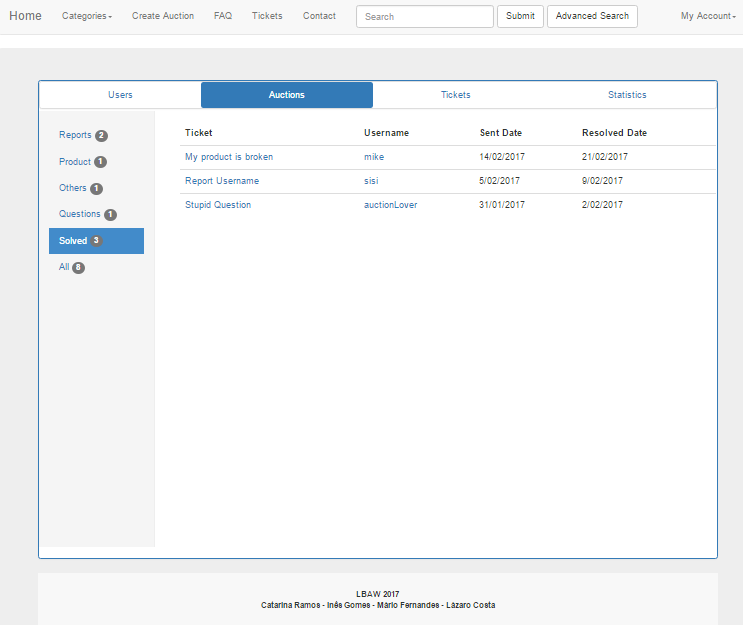 Home Categories Create Auction FAQ Tickets Contact Search Submit Advanced Search My Account
Users Auctions Tickets Statistics
Reports 2
Product 1
Others 1
Questions 1
Solved 3
All 8
Ticket Username Sent Date Resolved Date
My product is broken mike 14/02/2017 21/02/2017
Report Username sisi 5/02/2017 9/02/2017
Stupid Question auctionLover 31/01/2017 2/02/2017
LBAW 2017
Catarina Ramos - Inês Gomes - Mário Fernandes - Lázaro Costa